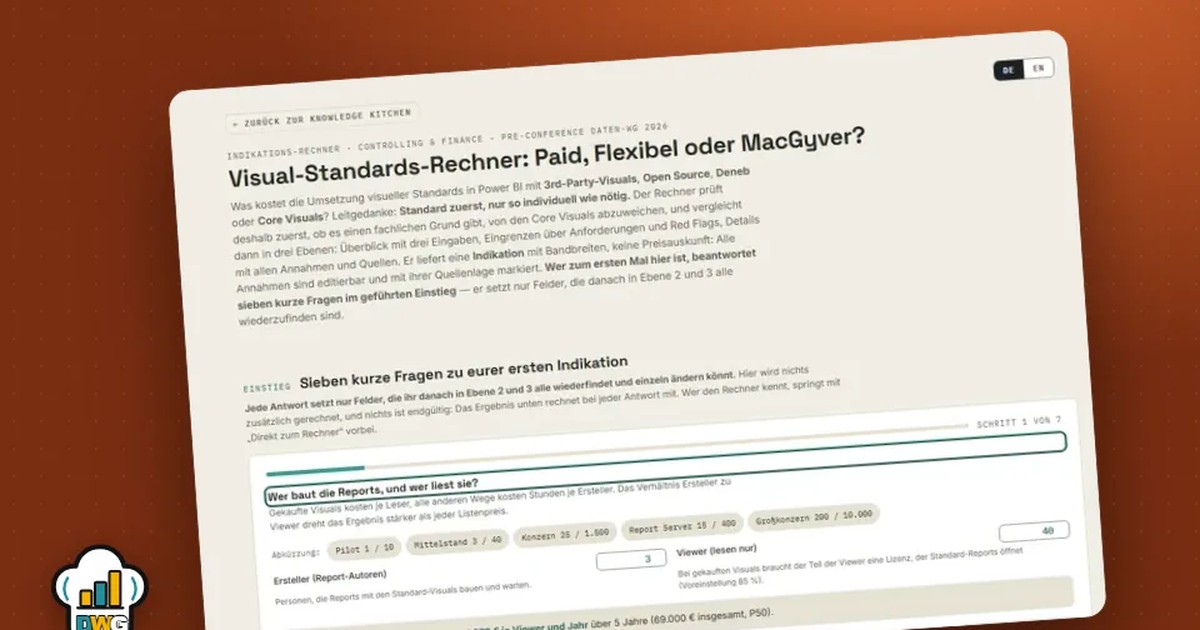 DE EN
← ZURÜCK ZUR KNOWLEDGE KITCHEN
INDIKATIONS-RECHNER · CONTROLLING & FINANCE · PRE-CONFERENCE DATEN-WG 2026
Visual-Standards-Rechner: Paid, Flexibel oder MacGyver?
Was kostet die Umsetzung visueller Standards in Power BI mit 3rd-Party-Visuals, Open Source, Deneb
oder Core Visuals? Leitgedanke: Standard zuerst, nur so individuell wie nötig. Der Rechner prüft
deshalb zuerst, ob es einen fachlichen Grund gibt, von den Core Visuals abzuweichen, und vergleicht
dann in drei Ebenen: Überblick mit drei Eingaben, Eingrenzen über Anforderungen und Red Flags, Details
mit allen Annahmen und Quellen. Er liefert eine Indikation mit Bandbreiten, keine Preisauskunft: Alle
Annahmen sind editierbar und mit ihrer Quellenlage markiert. Wer zum ersten Mal hier ist, beantwortet
sieben kurze Fragen im geführten Einstieg — er setzt nur Felder, die danach in Ebene 2 und 3 alle
wiederzufinden sind.
EINSTIEG Sieben kurze Fragen zu eurer ersten Indikation
Jede Antwort setzt nur Felder, die ihr danach in Ebene 2 und 3 alle wiederfindet und einzeln ändern könnt. Hier wird nichts
zusätzlich gerechnet, und nichts ist endgültig: Das Ergebnis unten rechnet bei jeder Antwort mit. Wer den Rechner kennt, springt mit
„Direkt zum Rechner“ vorbei.
SCHRITT 1 VON 7
Wer baut die Reports, und wer liest sie?
Gekaufte Visuals kosten je Leser, alle anderen Wege kosten Stunden je Ersteller. Das Verhältnis Ersteller zu
Viewer dreht das Ergebnis stärker als jeder Listenpreis.
Abkürzung: Pilot 1 / 10 Mittelstand 3 / 40 Konzern 25 / 1.500 Report Server 15 / 400 Großkonzern 200 / 10.000
Ersteller (Report-Autoren) 3
Personen, die Reports mit den Standard-Visuals bauen und warten.
Viewer (lesen nur) 40
Bei gekauften Visuals braucht der Teil der Viewer eine Lizenz, der Standard-Reports öffnet
(Voreinstellung 85 %).
€ je Viewer und Jahr über 5 Jahre (69.000 € insgesamt, P50).
DWG